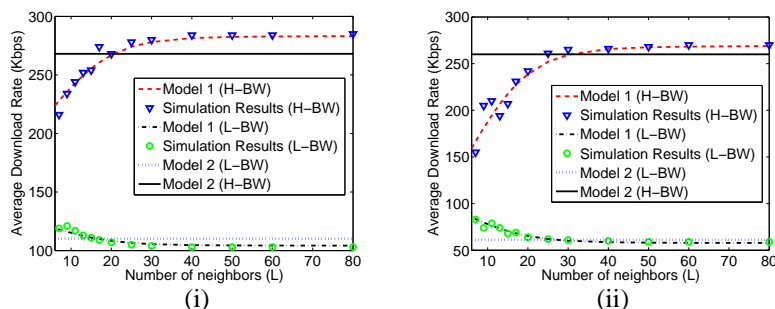 300
250
200
150
100
Average Download Rate (Kbps)
Model 1 (H−BW)
Simulation Results (H−BW)
Model 1 (L−BW)
Simulation Results (L−BW)
Model 2 (L−BW)
Model 2 (H−BW)
10 20 30 40 50 60 70 80
Number of neighbors (L)
(i)
300
250
200
150
100
50
Average Download Rate (Kbps)
Model 1 (H−BW)
Simulation Results (H−BW)
Model 1 (L−BW)
Simulation Results (L−BW)
Model 2 (L−BW)
Model 2 (H−BW)
10 20 30 40 50 60 70 80
Number of neighbors (L)
(ii)